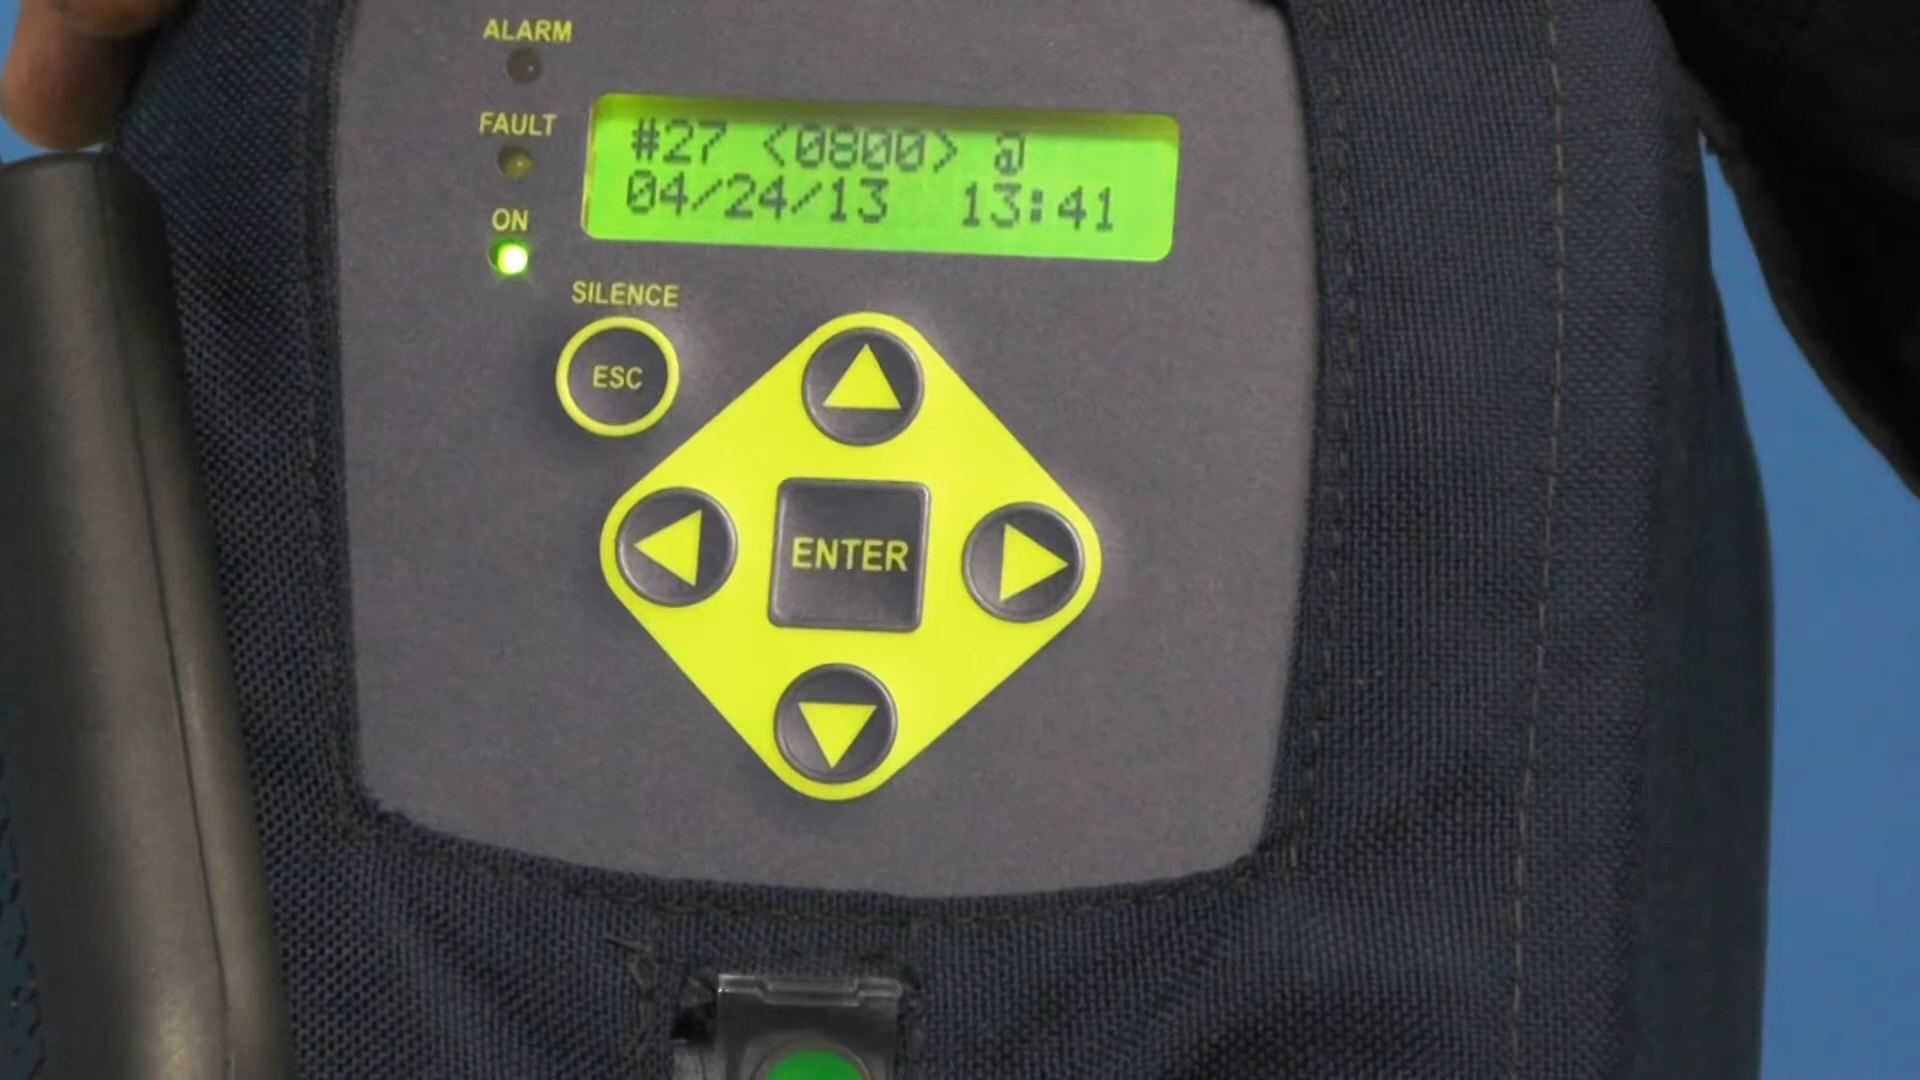 ALARM
FAULT
#27 <0800> @
04/24/13 13:41
ON
SILENCE
ESC
ENTER